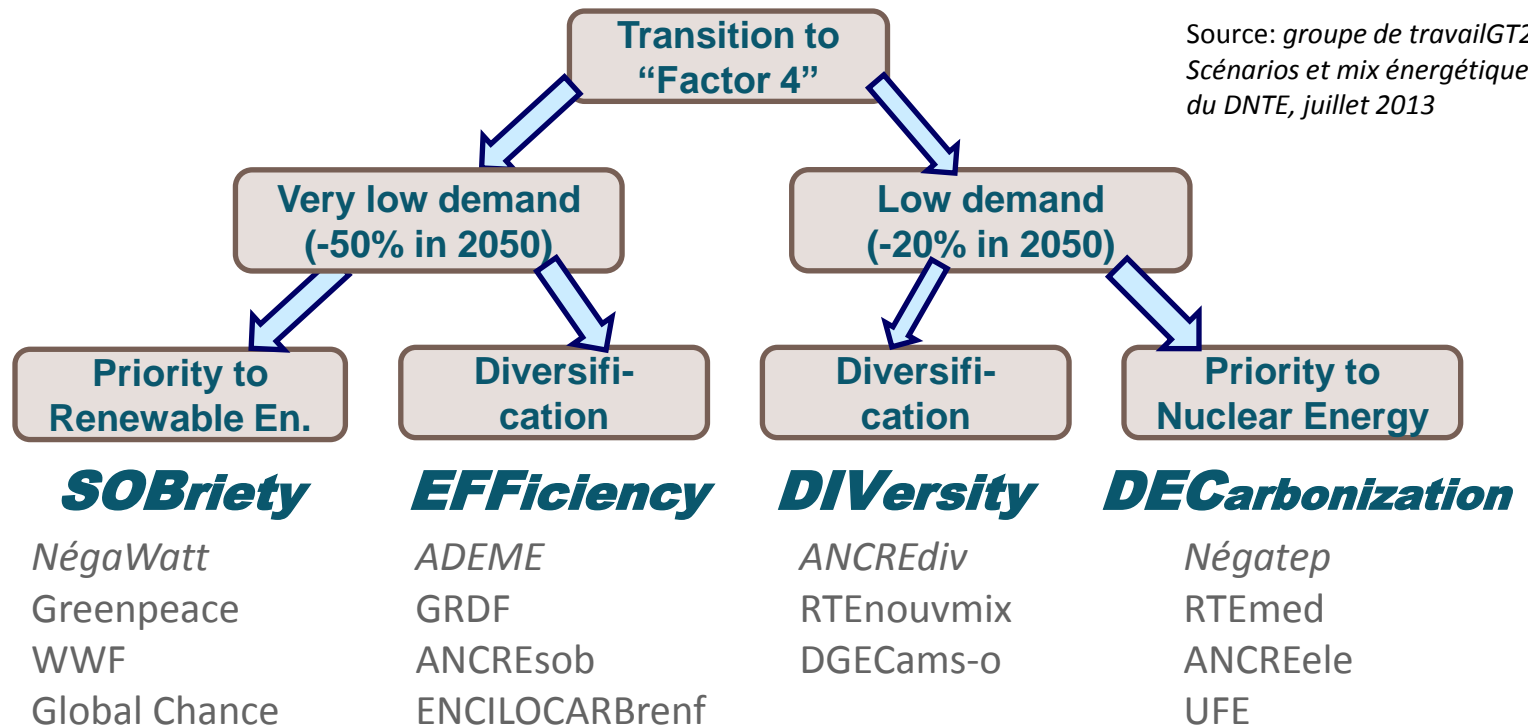 Transition to
“Factor 4”
Source: groupe de travailGT2
Scénarios et mix énergétique
du DNTE, juillet 2013
Very low demand
(-50% in 2050)
Low demand
(-20% in 2050)
Priority to
Renewable En.
Diversifi-
cation
Diversifi-
cation
Priority to
Nuclear Energy
SOBriety
EFFiciency
DIVersity
DECarbonization
NégaWatt
Greenpeace
WWF
Global Chance
ADEME
GRDF
ANCREsob
ENCILOCARBrenf
ANCREdiv
RTEnouvmix
DGECams-o
Négatep
RTEmed
ANCREele
UFE